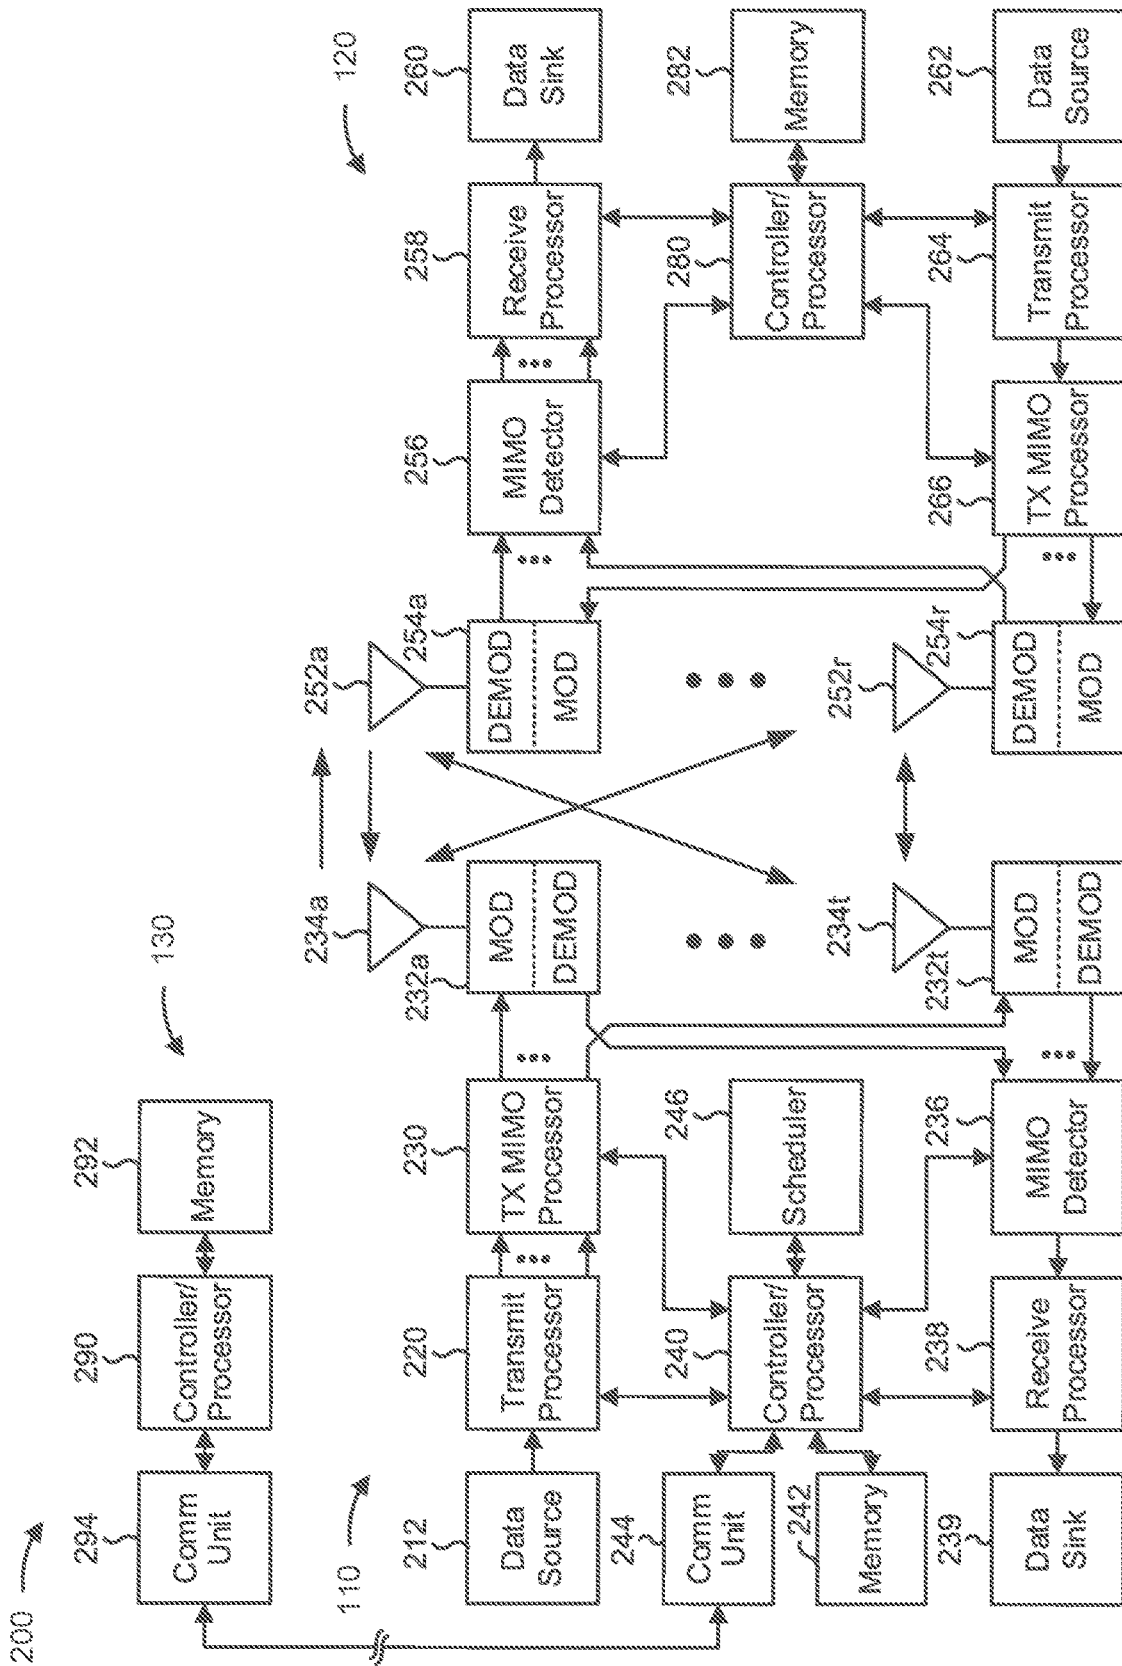 200
294
Comm
Unit
290
Controller/
Processor
292
Memory
130
110
120
212
Data
Source
220
Transmit
Processor
230
TX MIMO
Processor
232a
MOD
DEMOD
234a
252a
254a
DEMOD
MOD
256
MIMO
Detector
258
Receive
Processor
260
Data
Sink
244
Comm
Unit
242
Memory
240
Controller/
Processor
246
Scheduler
280
Controller/
Processor
282
Memory
239
Data
Sink
238
Receive
Processor
236
MIMO
Detector
232t
MOD
DEMOD
234t
252r
254r
DEMOD
MOD
266
TX MIMO
Processor
264
Transmit
Processor
262
Data
Source